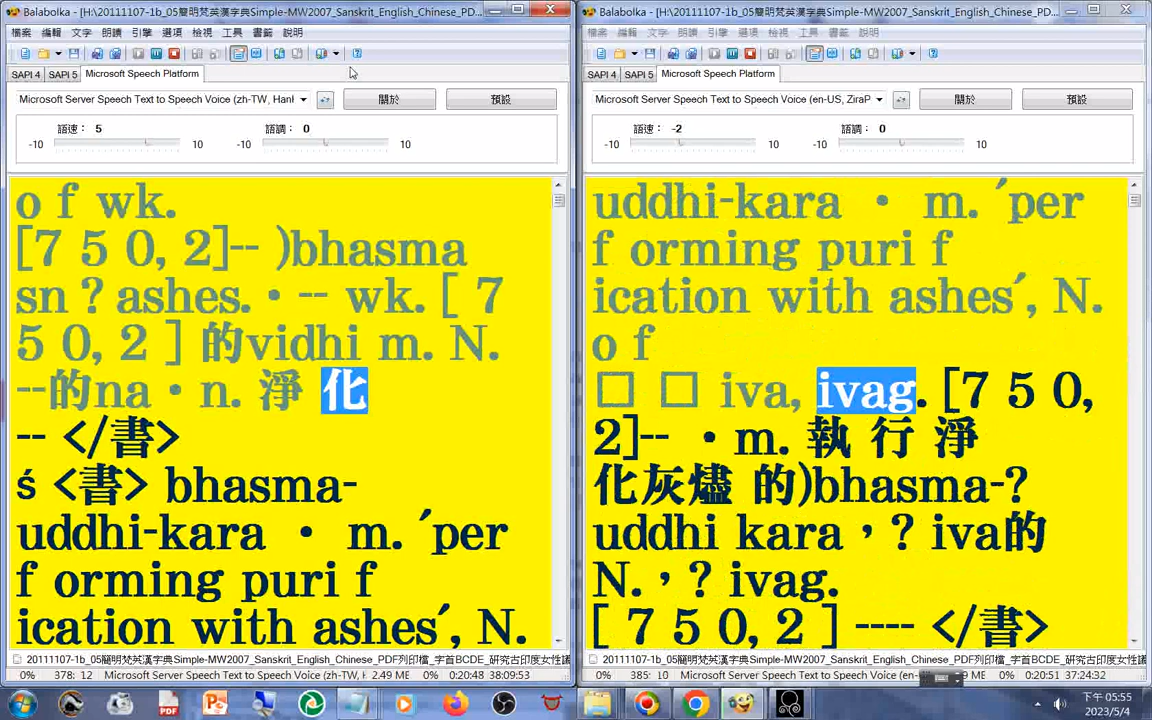 Balabolka - [H:\20111107-1b_05簡明梵英漢字典Simple-MW2007_Sanskrit_English_Chinese_PD...
檔案 編輯 文字 朗讀 引擎 選項 檢視 工具 書籤 說明
SAPI 4 SAPI 5 Microsoft Speech Platform
Microsoft Server Speech Text to Speech Voice (zh-TW, Hanl
關於 預設
語速： 5 語調： 0
-10 10 -10 10
o f wk.
[7 5 0, 2]-- )bhasma
sn ? ashes. • -- wk. [ 7
5 0, 2 ] 的vidhi m. N.
--的na • n. 淨 化
-- </書>
ś <書> bhasma-
uddhi-kara • m. ´per
f orming puri f
ication with ashes´, N.
20111107-1b_05簡明梵英漢字典Simple-MW2007_Sanskrit_English_Chinese_PDF列印檔_字首BCDE_研究古印度女性議
0% 378: 12 Microsoft Server Speech Text to Speech Voice (zh-TW, H 2.49 ME 0% 0:20:48 38:09:53
Balabolka - [H:\20111107-1b_05簡明梵英漢字典Simple-MW2007_Sanskrit_English_Chinese_PD...
檔案 編輯 文字 朗讀 引擎 選項 檢視 工具 書籤 說明
SAPI 4 SAPI 5 Microsoft Speech Platform
Microsoft Server Speech Text to Speech Voice (en-US, ZiraP
關於 預設
語速： -2 語調： 0
-10 10 -10 10
uddhi-kara • m. ´per
f orming puri f
ication with ashes´, N.
o f
□ □ iva, ivag. [7 5 0,
2]-- • m. 執 行 淨
化灰燼 的)bhasma-?
uddhi kara，? iva的
N.，? ivag.
[ 7 5 0, 2 ] ---- </書>
20111107-1b_05簡明梵英漢字典Simple-MW2007_Sanskrit_English_Chinese_PDF列印檔_字首BCDE_研究古印度女性議
0% 385: 10 Microsoft Server Speech Text to Speech Voice (en-U 0% 0:20:51 37:24:32
下午 05:55
2023/5/4